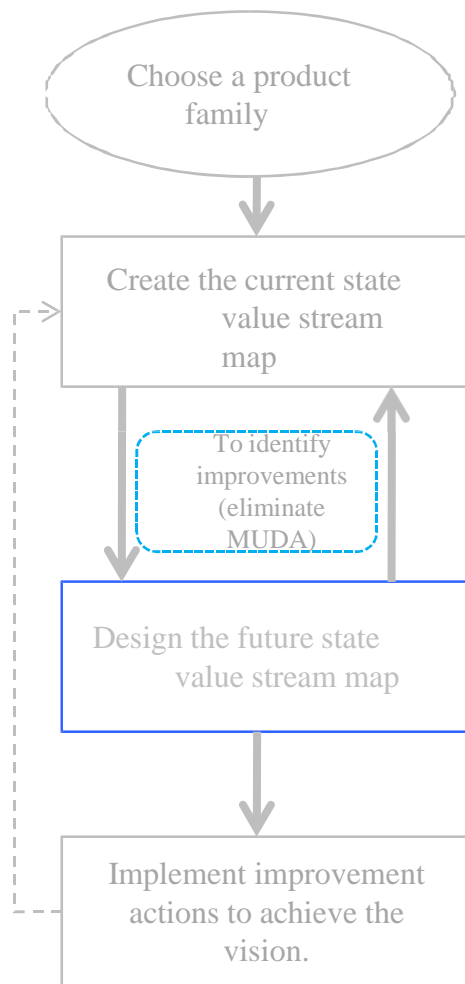 Choose a product
family
Create the current state
value stream
map
To identify
improvements
(eliminate
MUDA)
Design the future state
value stream map
Implement improvement
actions to achieve the
vision.